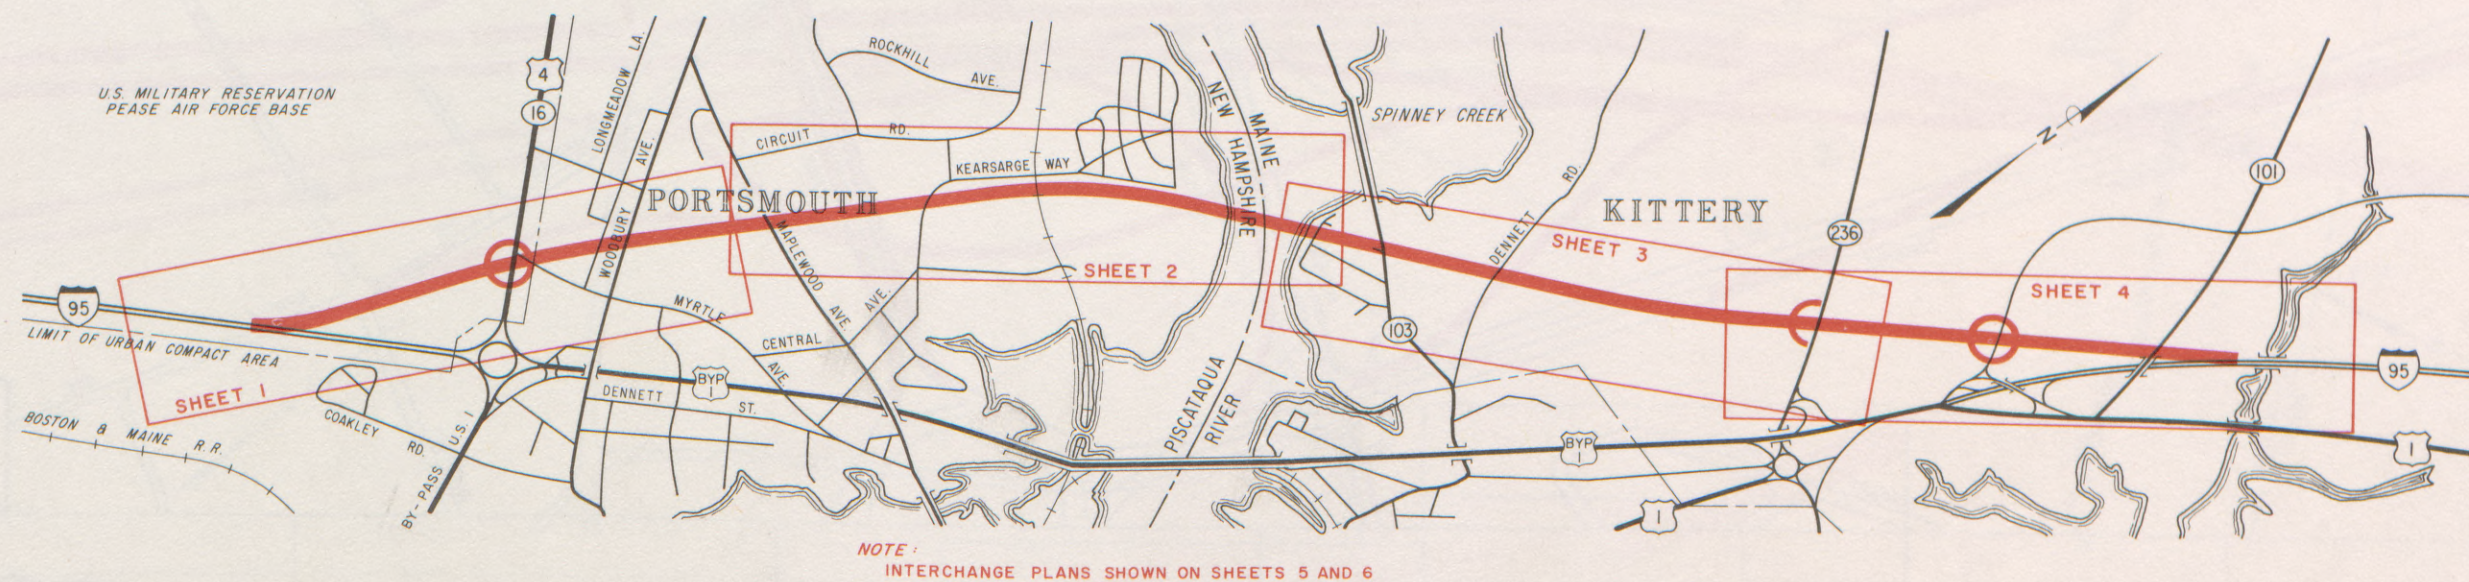 U.S. MILITARY RESERVATION
PEASE AIR FORCE BASE
4
16
LONGMEADOW LA.
WOODBURY AVE.
ROCKHILL AVE.
CIRCUIT RD.
KEARSARGE WAY
MAINE
NEW HAMPSHIRE
SPINNEY CREEK
DENNETT RD.
N
101
236
PORTSMOUTH
KITTERY
SHEET 3
SHEET 2
SHEET 4
95
LIMIT OF URBAN COMPACT AREA
SHEET 1
MYRTLE AVE.
MAPLEWOOD AVE.
CENTRAL AVE.
103
95
BYP
1
DENNETT ST.
COAKLEY RD.
BY-PASS U.S. 1
BOSTON & MAINE R.R.
PISCATAQUA
RIVER
BYP
1
1
1
NOTE:
INTERCHANGE PLANS SHOWN ON SHEETS 5 AND 6